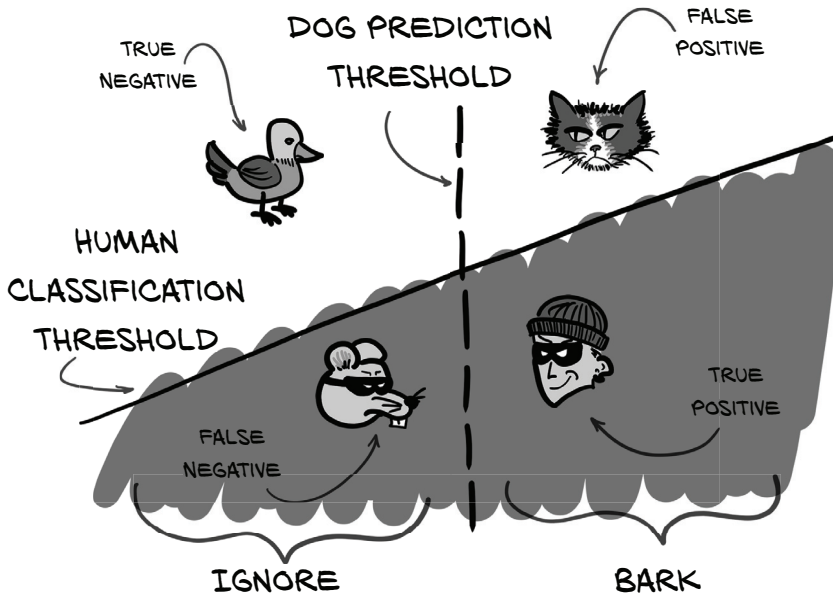 TRUE
NEGATIVE
DOG PREDICTION
THRESHOLD
FALSE
POSITIVE
HUMAN
CLASSIFICATION
THRESHOLD
TRUE
POSITIVE
FALSE
NEGATIVE
IGNORE
BARK